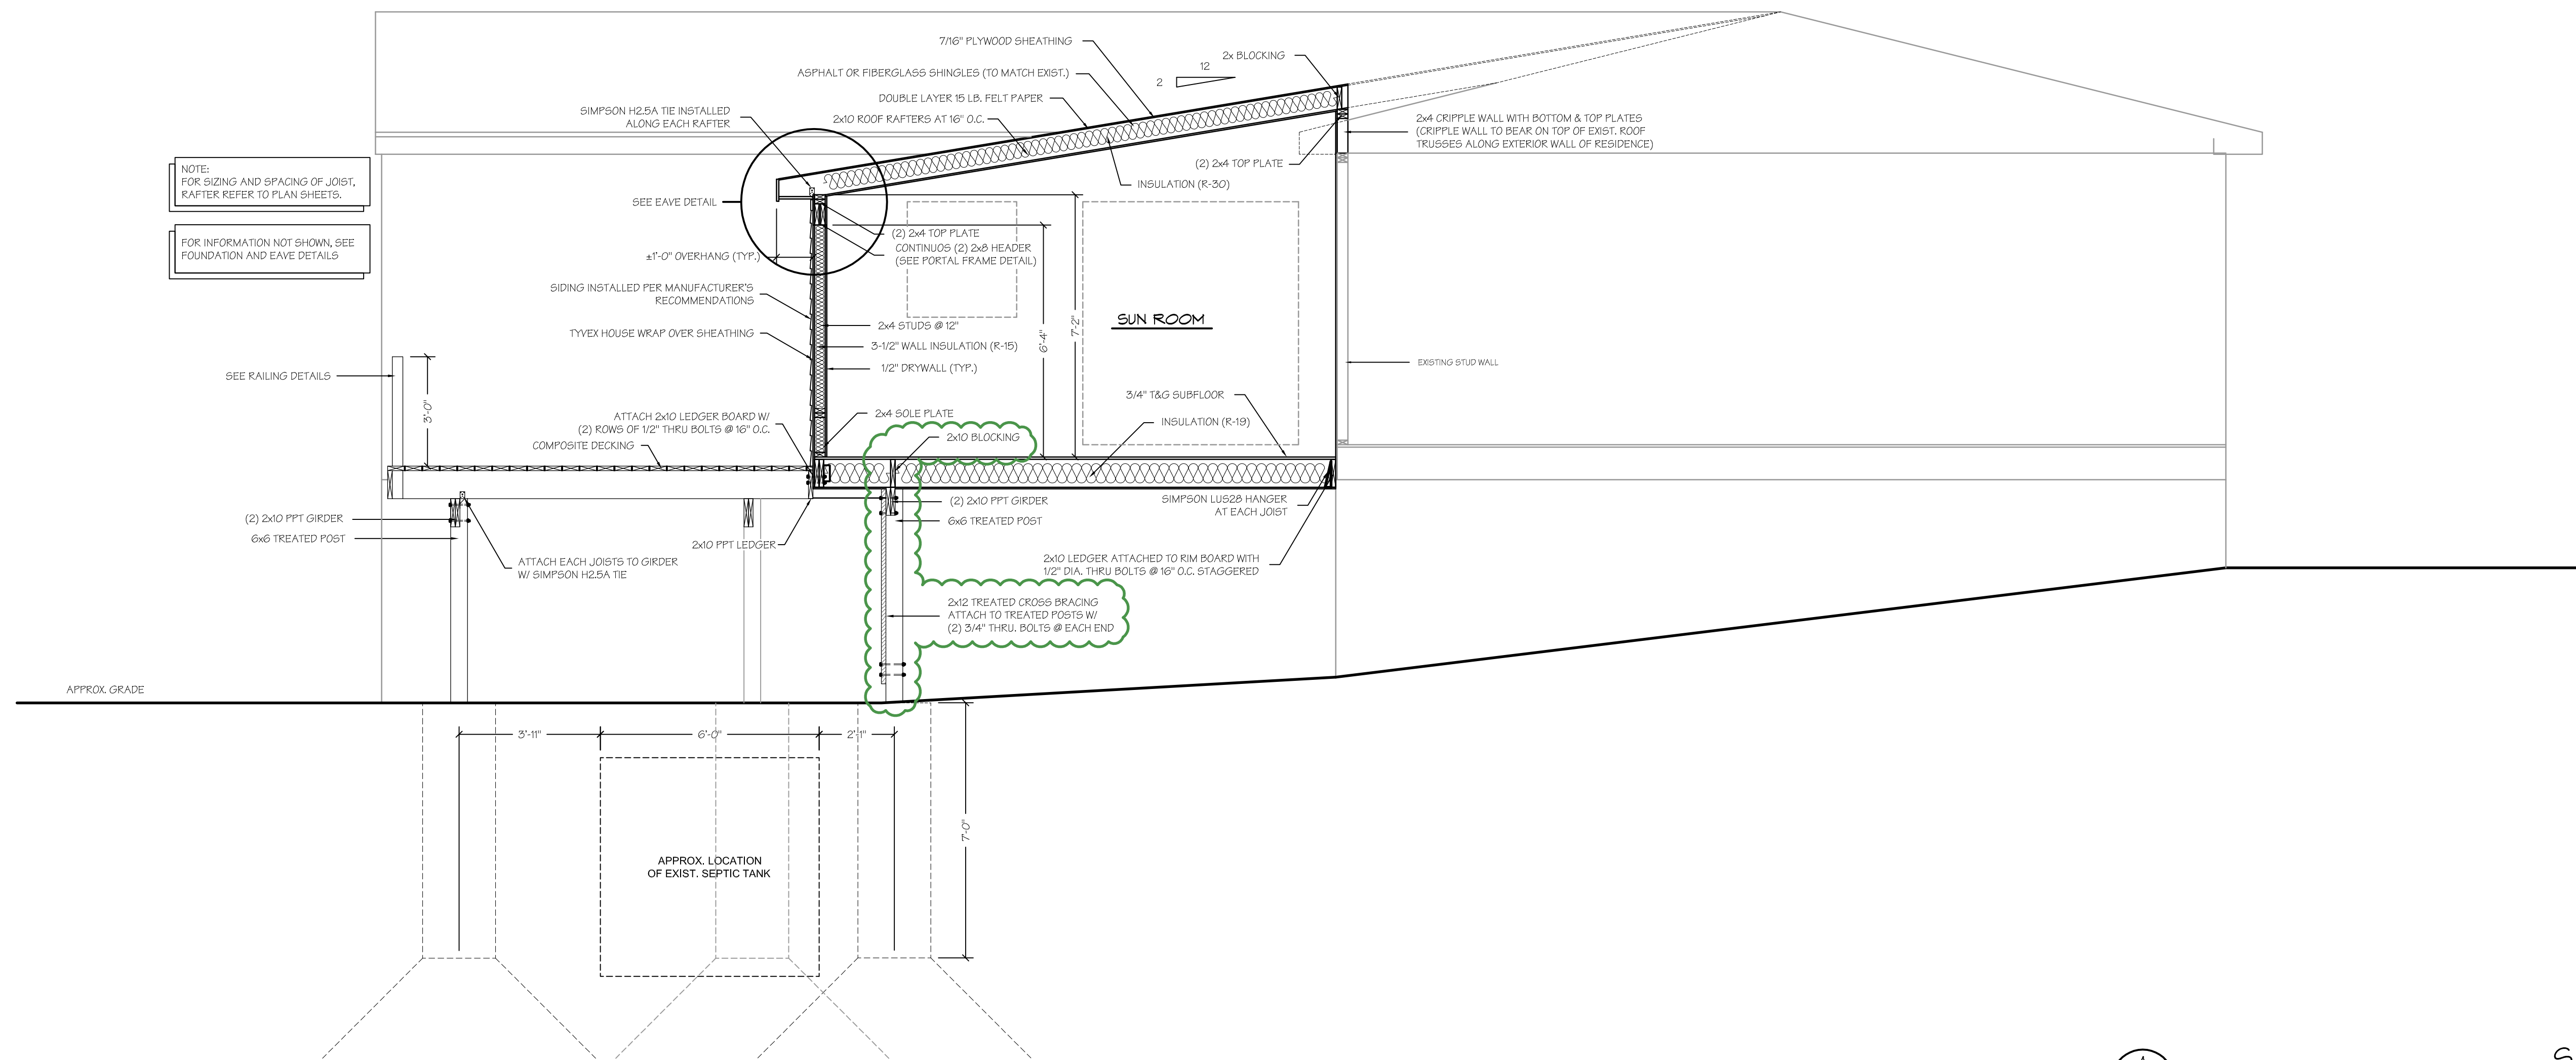 7/16" PLYWOOD SHEATHING
2x BLOCKING
12
2
ASPHALT OR FIBERGLASS SHINGLES (TO MATCH EXIST.)
DOUBLE LAYER 15 LB. FELT PAPER
2x10 ROOF RAFTERS AT 16" O.C.
SIMPSON H2.5A TIE INSTALLED
ALONG EACH RAFTER
2x4 CRIPPLE WALL WITH BOTTOM & TOP PLATES
(CRIPPLE WALL TO BEAR ON TOP OF EXIST. ROOF
TRUSSES ALONG EXTERIOR WALL OF RESIDENCE)
NOTE:
FOR SIZING AND SPACING OF JOIST,
RAFTER REFER TO PLAN SHEETS.
(2) 2x4 TOP PLATE
INSULATION (R-30)
SEE EAVE DETAIL
FOR INFORMATION NOT SHOWN, SEE
FOUNDATION AND EAVE DETAILS
(2) 2x4 TOP PLATE
CONTINUOS (2) 2x8 HEADER
(SEE PORTAL FRAME DETAIL)
±1'-0" OVERHANG (TYP.)
SIDING INSTALLED PER MANUFACTURER'S
RECOMMENDATIONS
SUN ROOM
2x4 STUDS @ 12"
TYVEX HOUSE WRAP OVER SHEATHING
6'-4"
7'-2"
3-1/2" WALL INSULATION (R-15)
EXISTING STUD WALL
1/2" DRYWALL (TYP.)
SEE RAILING DETAILS
3'-0"
3/4" T&G SUBFLOOR
ATTACH 2x10 LEDGER BOARD W/
(2) ROWS OF 1/2" THRU BOLTS @ 16" O.C.
2x4 SOLE PLATE
INSULATION (R-19)
COMPOSITE DECKING
2x10 BLOCKING
(2) 2x10 PPT GIRDER
SIMPSON LUS28 HANGER
AT EACH JOIST
(2) 2x10 PPT GIRDER
6x6 TREATED POST
6x6 TREATED POST
2x10 PPT LEDGER
ATTACH EACH JOISTS TO GIRDER
W/ SIMPSON H2.5A TIE
2x10 LEDGER ATTACHED TO RIM BOARD WITH
1/2" DIA. THRU BOLTS @ 16" O.C. STAGGERED
2x12 TREATED CROSS BRACING
ATTACH TO TREATED POSTS W/
(2) 3/4" THRU. BOLTS @ EACH END
APPROX. GRADE
3'-11"
6'-0"
2'-1"
7'-0"
APPROX. LOCATION
OF EXIST. SEPTIC TANK